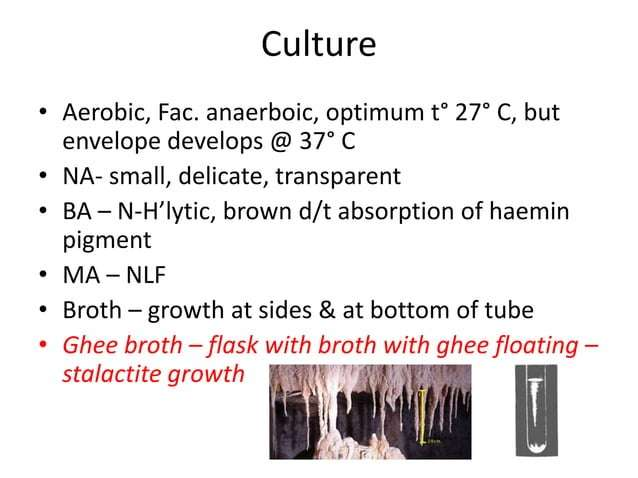 Culture
• Aerobic, Fac. anaerboic, optimum t° 27° C, but
envelope develops @ 37° C
• NA- small, delicate, transparent
• BA – N-H’lytic, brown d/t absorption of haemin
pigment
• MA – NLF
• Broth – growth at sides & at bottom of tube
• Ghee broth – flask with broth with ghee floating –
stalactite growth